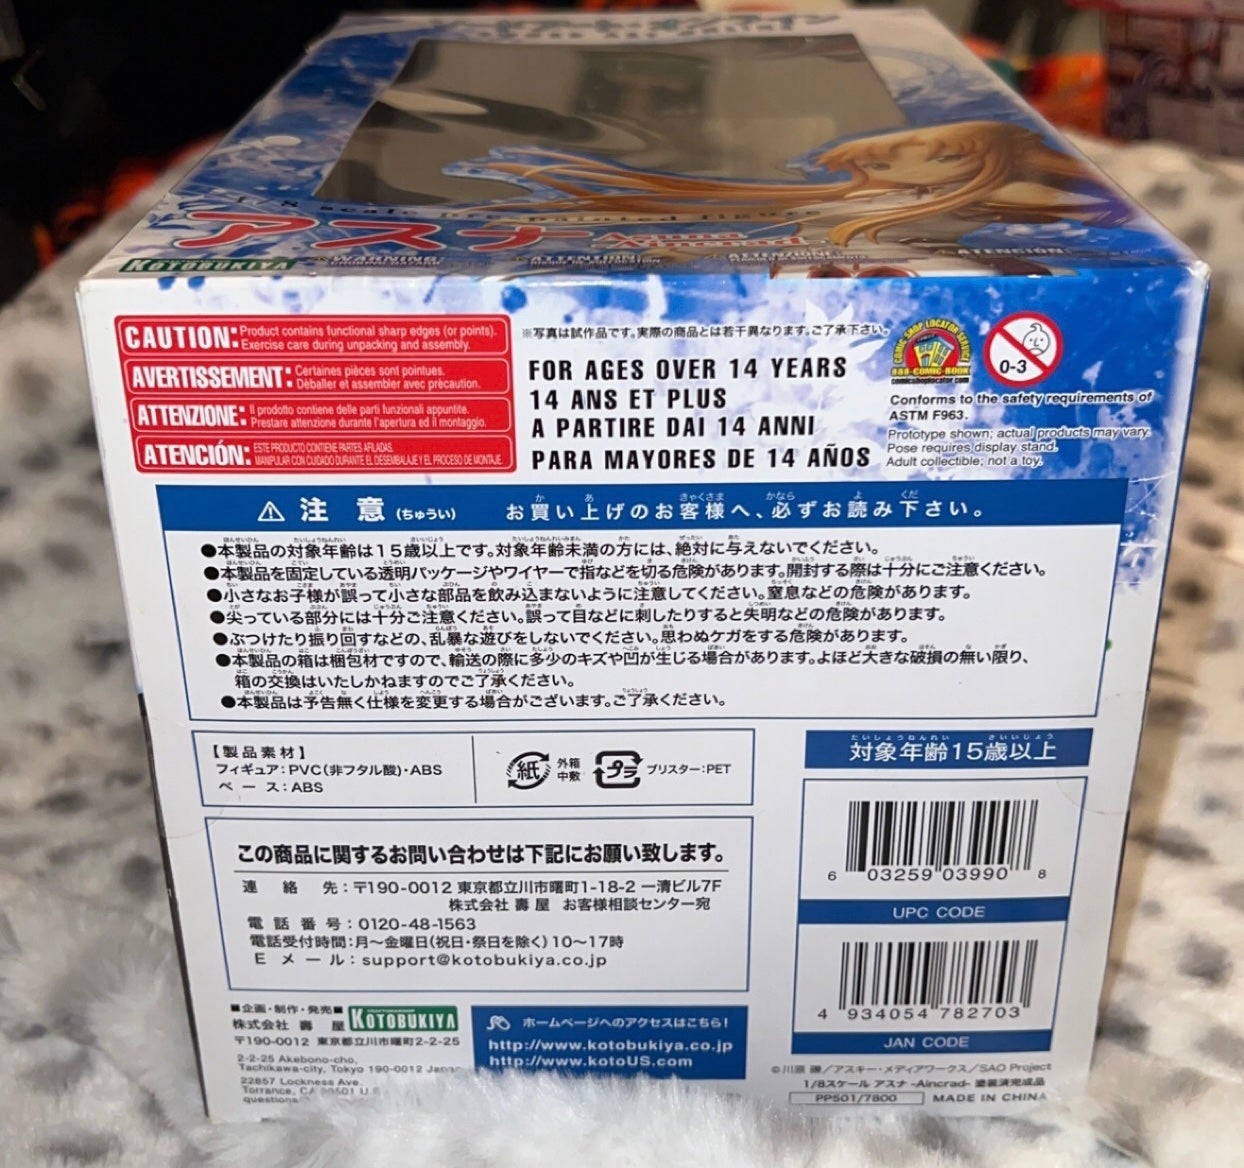 1/8 scale pre-painted figure
アスナ
Asuna
Aincrad
KOTOBUKIYA
WARNING:
ATTENTION:
ATTENZIONE:
ATENCIÓN:
CAUTION: Product contains functional sharp edges (or points).
Exercise care during unpacking and assembly.
AVERTISSEMENT: Certaines pièces sont pointues.
Déballer et assembler avec précaution.
ATTENZIONE: Il prodotto contiene delle parti funzionali appuntite.
Prestare attenzione durante l'apertura ed il montaggio.
ATENCIÓN: ESTE PRODUCTO CONTIENE PARTES AFILADAS.
MANIPULAR CON CUIDADO DURANTE EL DESEMBALAJE Y EL PROCESO DE MONTAJE.
※写真は試作品です。実際の商品とは若干異なります。ご了承下さい。
FOR AGES OVER 14 YEARS
14 ANS ET PLUS
A PARTIRE DAI 14 ANNI
PARA MAYORES DE 14 AÑOS
COMIC SHOP LOCATOR SERVICE
888-COMIC-BOOK
comicshoplocator.com
0-3
Conforms to the safety requirements of
ASTM F963.
Prototype shown; actual products may vary.
Pose requires display stand.
Adult collectible; not a toy.
⚠ 注 意 (ちゅうい) お買い上げのお客様へ、必ずお読み下さい。
●本製品の対象年齢は15歳以上です。対象年齢未満の方には、絶対に与えないでください。
●本製品を固定している透明パッケージやワイヤーで指などを切る危険があります。開封する際は十分にご注意ください。
●小さなお子様が誤って小さな部品を飲み込まないように注意してください。窒息などの危険があります。
●尖っている部分には十分ご注意ください。誤って目などに刺したりすると失明などの危険があります。
●ぶつけたり振り回すなどの、乱暴な遊びをしないでください。思わぬケガをする危険があります。
●本製品の箱は梱包材ですので、輸送の際に多少のキズや凹が生じる場合があります。よほど大きな破損の無い限り、
箱の交換はいたしかねますのでご了承ください。
●本製品は予告無く仕様を変更する場合がございます。ご了承ください。
【製品素材】
フィギュア:PVC(非フタル酸)・ABS
ベ ー ス:ABS
紙 外箱
中敷
プラ ブリスター:PET
対象年齢15歳以上
6 03259 03990 8
UPC CODE
4 934054 782703
JAN CODE
この商品に関するお問い合わせは下記にお願い致します。
連 絡 先:〒190-0012 東京都立川市曙町1-18-2 一清ビル7F
株式会社 壽屋 お客様相談センター宛
電 話 番 号:0120-48-1563
電話受付時間:月〜金曜日(祝日・祭日を除く)10〜17時
E メ ー ル:support@kotobukiya.co.jp
■企画・制作・発売■
株式会社 壽 屋 KOTOBUKIYA
〒190-0012 東京都立川市曙町2-2-25
2-2-25 Akebono-cho,
Tachikawa-city, Tokyo 190-0012 Japan
22857 Lockness Ave.
Torrance, CA 90501 U.S.
questions
ホームページへのアクセスはこちら!
http://www.kotobukiya.co.jp
http://www.kotoUS.com
©川原 礫/アスキー・メディアワークス/SAO Project
1/8スケール アスナ -Aincrad- 塗装済完成品
PP501/7800 MADE IN CHINA